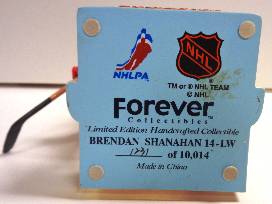 NHL
NHLPA
TM or ® NHL TEAM
© NHL
Forever
Collectibles
Limited Edition Handcrafted Collectible
BRENDAN SHANAHAN 14-LW
1231 of 10,014
Made in China